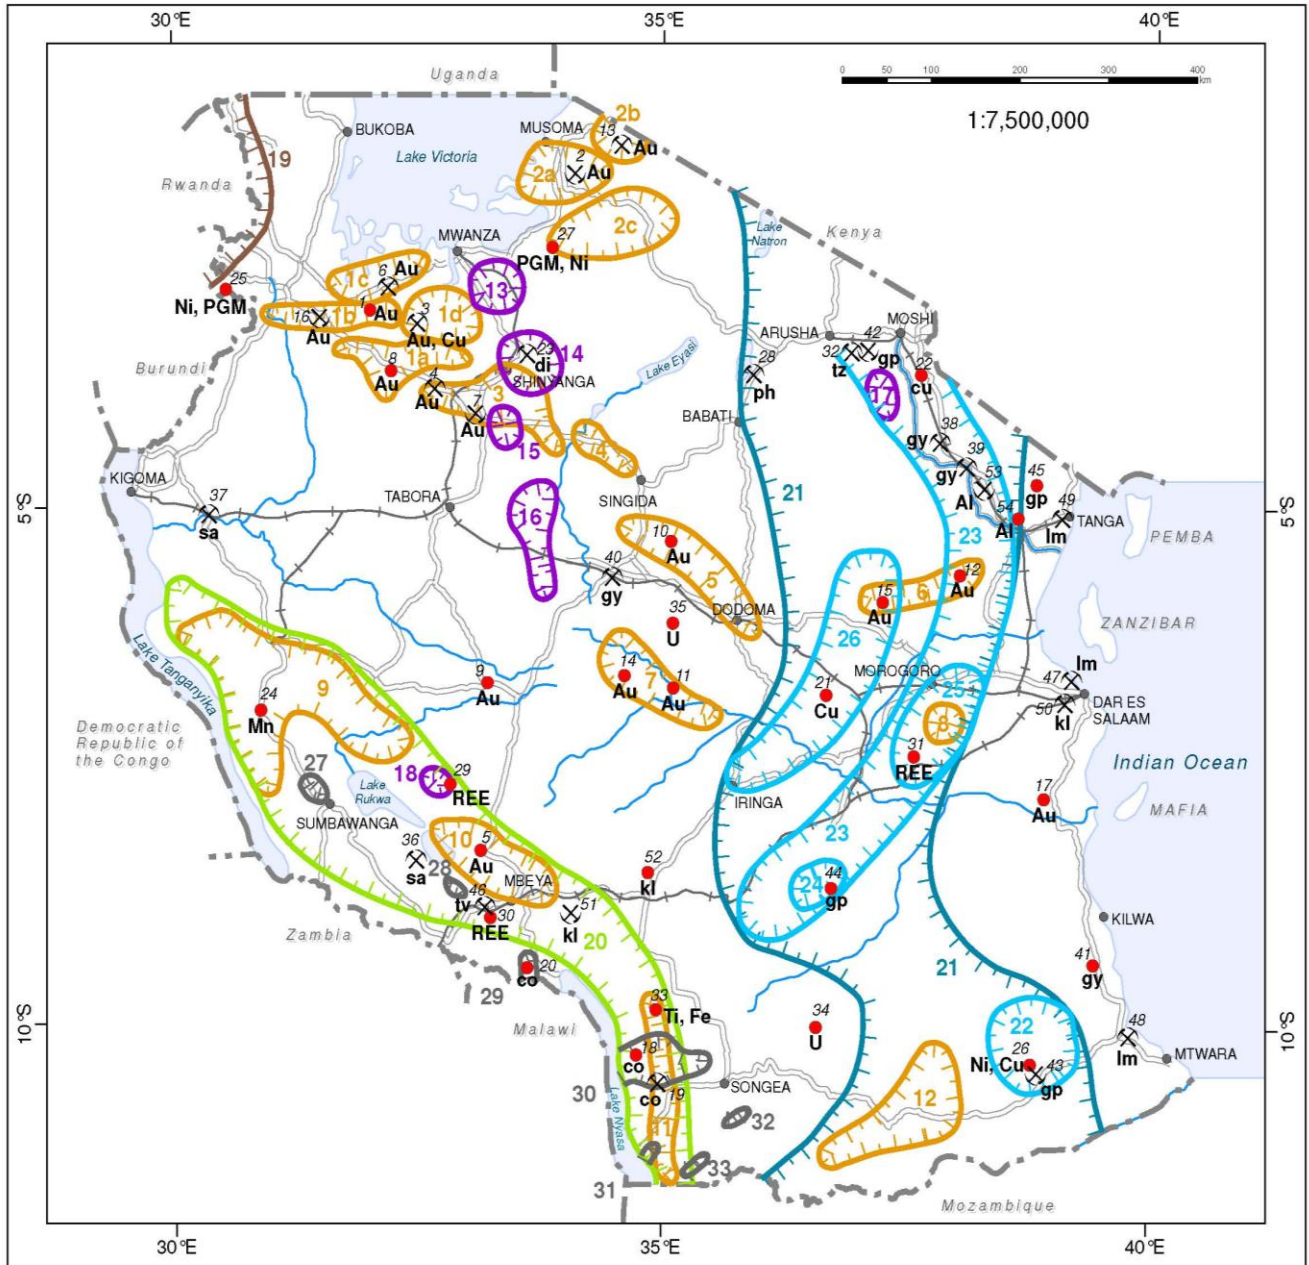 30°E
35°E
40°E
Uganda
0 50 100 200 300 400
km
1:7,500,000
BUKOBA
MUSOMA
2b
13
Au
19
Lake Victoria
2
2a
Au
Rwanda
2c
Lake
Natron
Kenya
MWANZA
27
PGM, Ni
6
Au
1c
25
Ni, PGM
13
16
Au
1b
1
Au
3
1d
Au, Cu
ARUSHA
MOSHI
42
32
gp
tz
1a
8
Au
23
di
14
28
ph
22
cu
Burundi
Lake Eyasi
SHINYANGA
17
4
Au
3
7
Au
15
BABATI
38
gy
4
39
gy
53
Al
KIGOMA
37
sa
TABORA
SINGIDA
21
45
gp
54
Al
49
lm
TANGA
5°S
5°S
16
10
Au
23
PEMBA
40
gy
5
12
Au
6
15
Au
35
U
DODOMA
26
ZANZIBAR
MOROGORO
lm
47
Lake Tanganyika
9
24
Mn
9
Au
14
Au
7
11
Au
21
Cu
25
8
50
kl
DAR ES
SALAAM
Democratic
Republic of
the Congo
31
REE
Indian Ocean
27
18
29
REE
Lake
Rukwa
IRINGA
17
Au
MAFIA
SUMBAWANGA
23
10
5
Au
36
sa
28
MBEYA
52
kl
24
44
gp
46
tv
30
REE
51
kl
KILWA
Zambia
20
21
41
gy
20
co
29
Malawi
33
Ti, Fe
34
U
22
10°S
10°S
48
lm
MTWARA
18
co
26
Ni, Cu
43
gp
30
co
19
SONGEA
12
Lake Nyasa
11
32
33
31
Mozambique
30°E
35°E
40°E